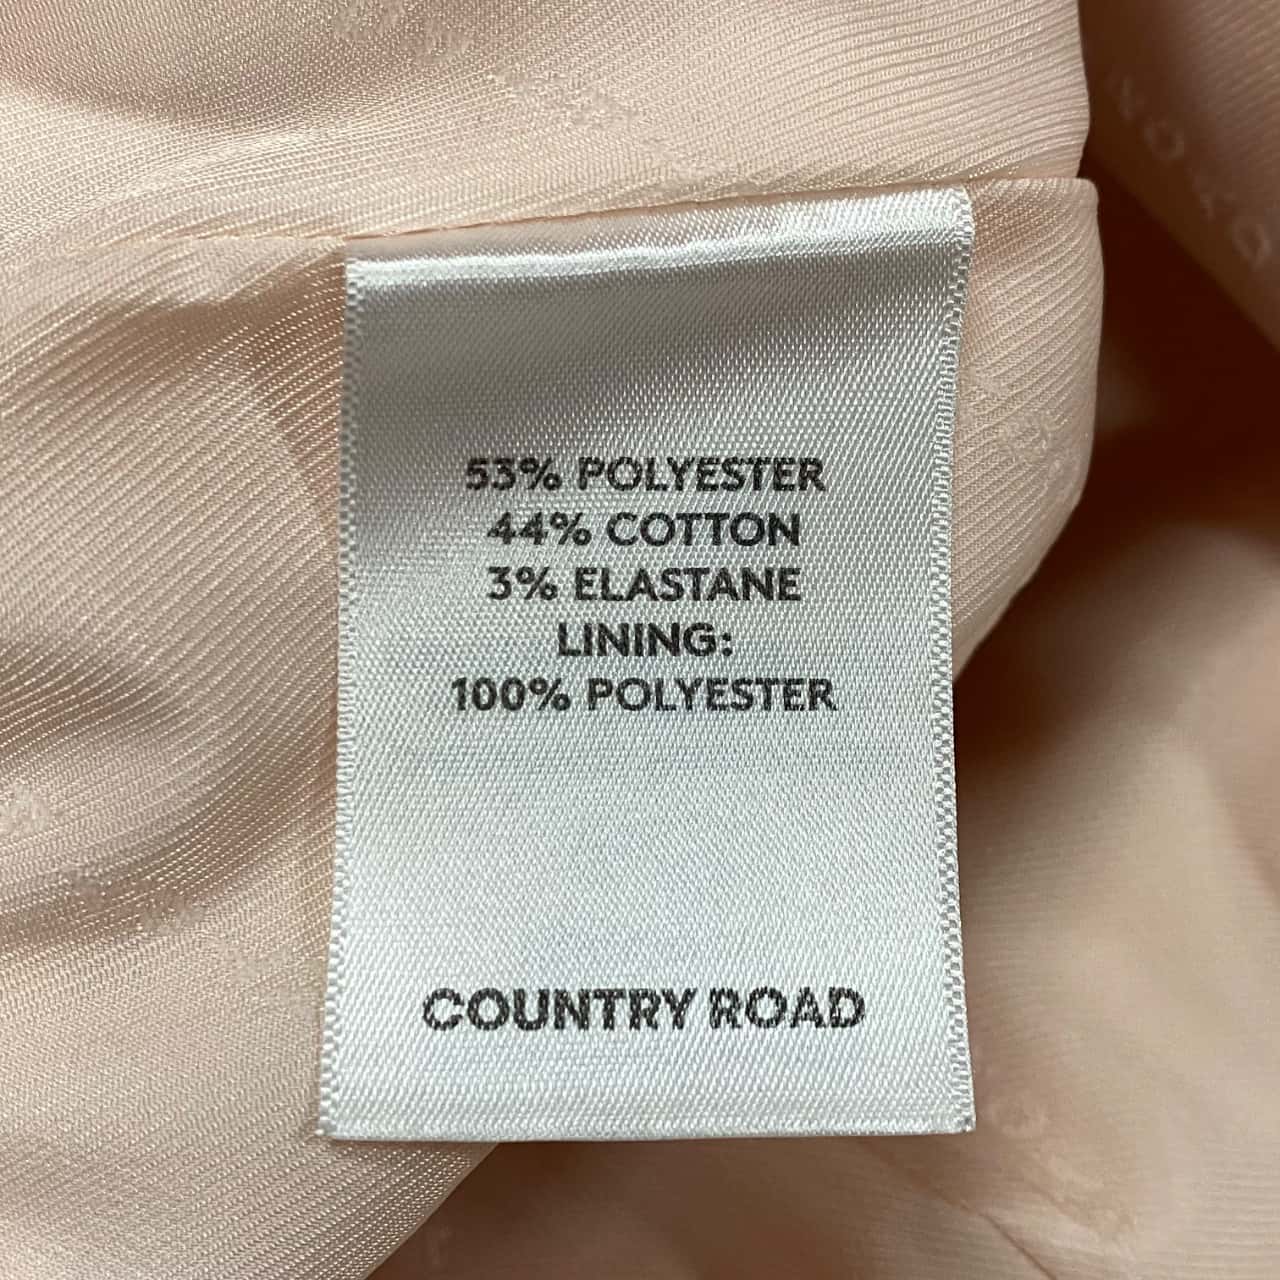 53% POLYESTER
44% COTTON
3% ELASTANE
LINING:
100% POLYESTER
COUNTRY ROAD